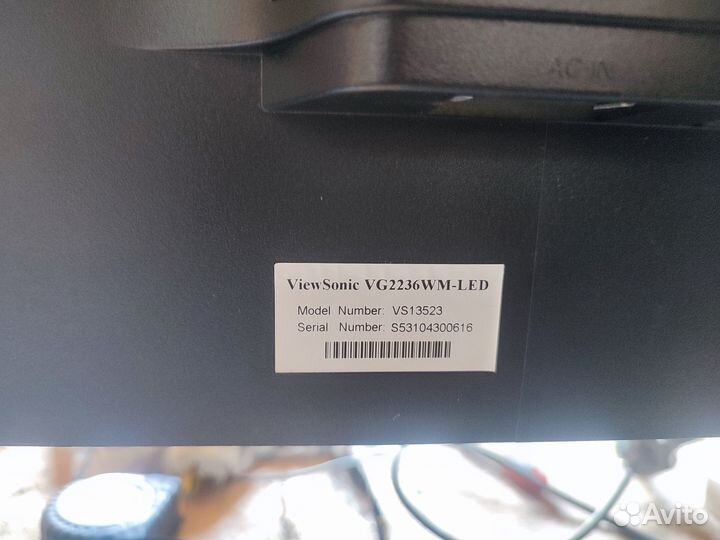 AC-IN
ViewSonic VG2236WM-LED
Model Number: VS13523
Serial Number: S53104300616
Avito